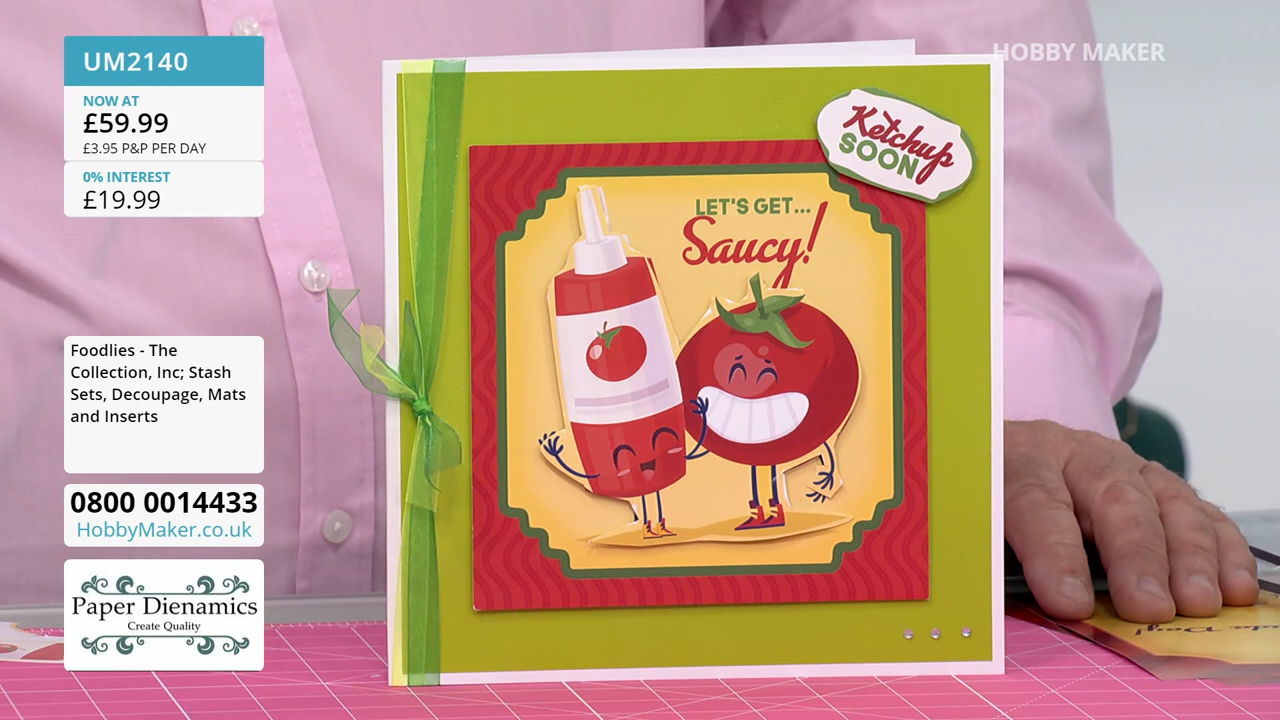 UM2140
NOW AT
£59.99
£3.95 P&P PER DAY
0% INTEREST
£19.99
Foodlies - The
Collection, Inc; Stash
Sets, Decoupage, Mats
and Inserts
0800 0014433
HobbyMaker.co.uk
Paper Dienamics
Create Quality
HOBBY MAKER
Ketchup
SOON
LET'S GET...
Saucy!